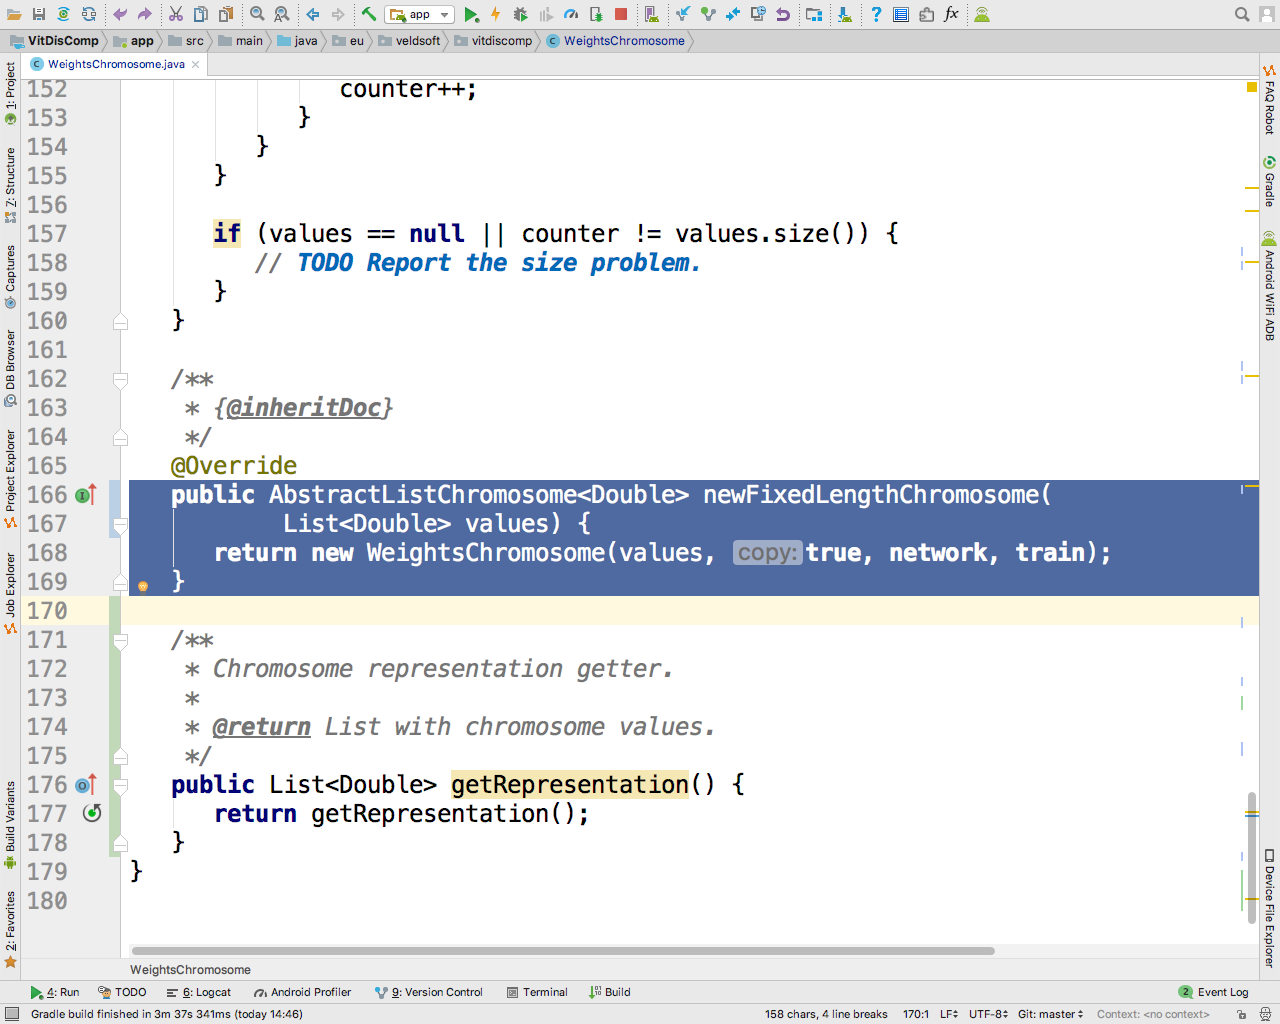 app
VitDisComp app src main java eu veldsoft vitdiscomp WeightsChromosome
WeightsChromosome.java
1: Project
7: Structure
Captures
DB Browser
Project Explorer
Job Explorer
Build Variants
2: Favorites
152 counter++;
153 }
154 }
155 }
156
157 if (values == null || counter != values.size()) {
158 // TODO Report the size problem.
159 }
160 }
161
162 /**
163 * {@inheritDoc}
164 */
165 @Override
166 public AbstractListChromosome<Double> newFixedLengthChromosome(
167 List<Double> values) {
168 return new WeightsChromosome(values, copy: true, network, train);
169 }
170
171 /**
172 * Chromosome representation getter.
173 *
174 * @return List with chromosome values.
175 */
176 public List<Double> getRepresentation() {
177 return getRepresentation();
178 }
179 }
180
FAQ Robot
Gradle
Android WiFi ADB
Device File Explorer
WeightsChromosome
4: Run TODO 6: Logcat Android Profiler 9: Version Control Terminal Build 2 Event Log
Gradle build finished in 3m 37s 341ms (today 14:46) 158 chars, 4 line breaks 170:1 LF UTF-8 Git: master Context: <no context>